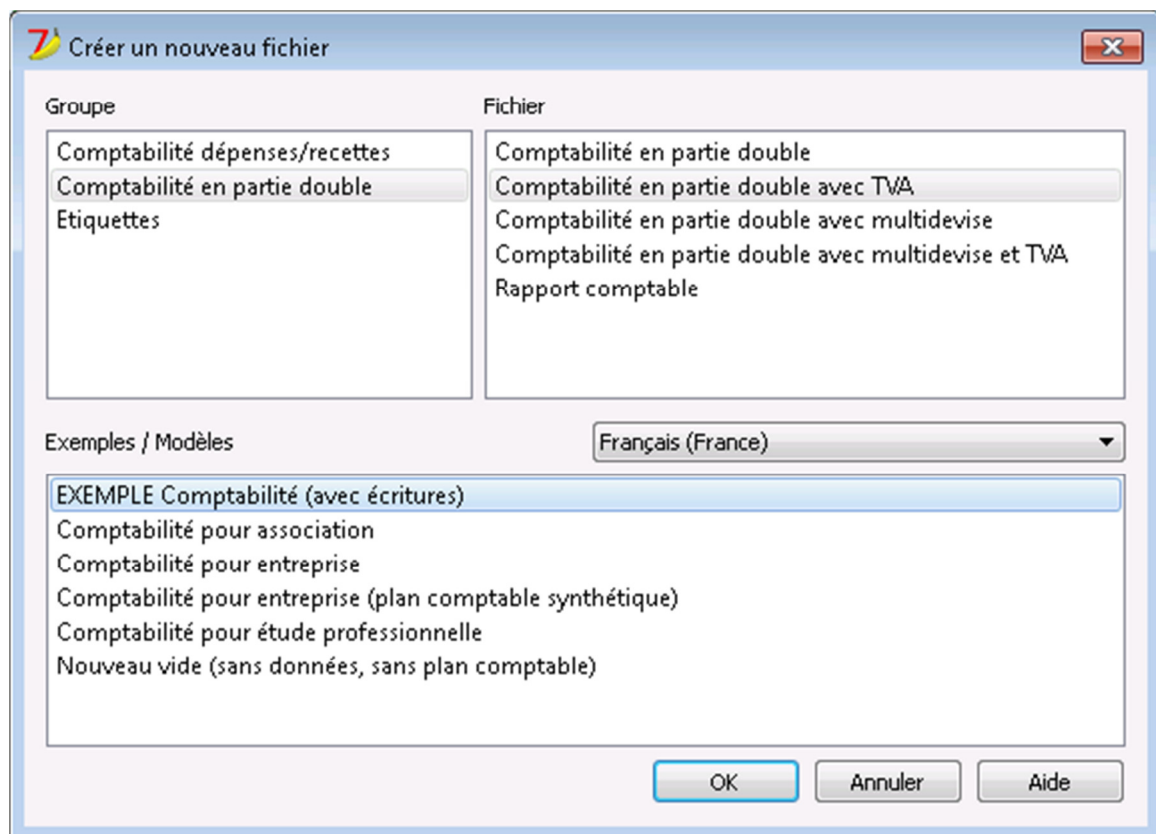 Créer un nouveau fichier
Groupe
Comptabilité dépenses/recettes
Comptabilité en partie double
Etiquettes
Fichier
Comptabilité en partie double
Comptabilité en partie double avec TVA
Comptabilité en partie double avec multidevise
Comptabilité en partie double avec multidevise et TVA
Rapport comptable
Exemples / Modèles
Français (France)
EXEMPLE Comptabilité (avec écritures)
Comptabilité pour association
Comptabilité pour entreprise
Comptabilité pour entreprise (plan comptable synthétique)
Comptabilité pour étude professionnelle
Nouveau vide (sans données, sans plan comptable)
OK
Annuler
Aide